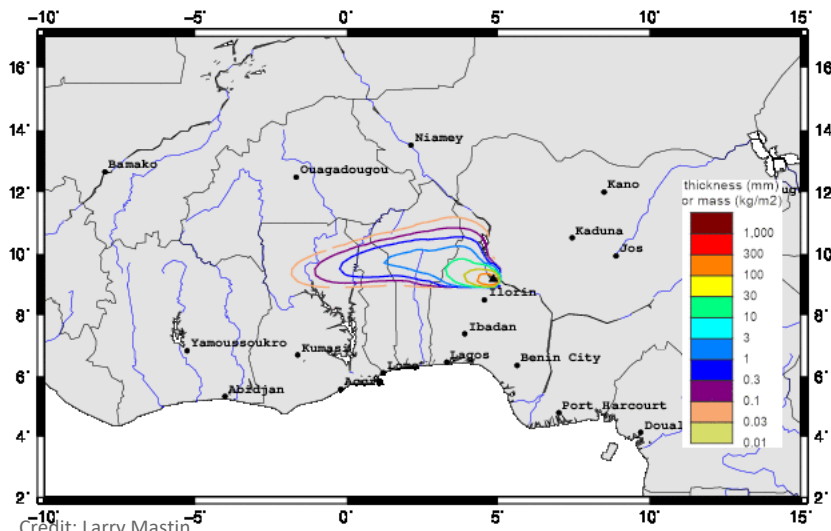 −10° −5° 0° 5° 10° 15°
16° 16°
14° 14°
Niamey
Bamako
Ouagadougou
12° 12°
Kano
thickness (mm)
or mass (kg/m2)
Kaduna
Jos
10° 10°
1,000
300
100
30
10
3
1
0.3
0.1
0.03
0.01
Ilorin
8° 8°
Ibadan
Yamoussoukro
Kumasi
Lagos
Benin City
Lome
6° 6°
Accra
Abidjan
Port Harcourt
Doual
4° 4°
2° 2°
−10° −5° 0° 5° 10° 15°
Credit: Larry Mastin